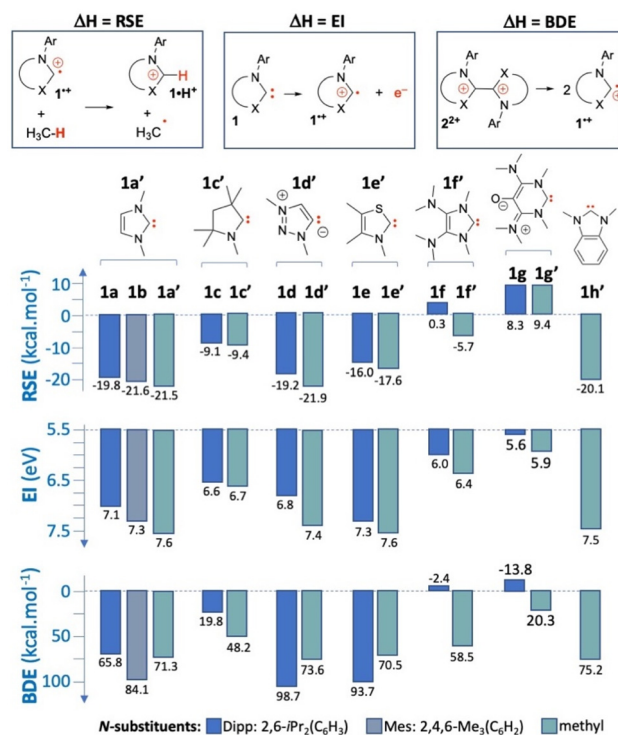 ΔH = RSE ΔH = EI ΔH = BDE
N-Ar N-Ar N-Ar N-Ar N-Ar N X X N
⊕ ⊕ H ⊕ ⊕ ⊕ ⊕
X 1•+ X 1•H+ X 1 X 1•+ + e− 2 X 1•+
+ + Ar 2²⁺
H₃C-H H₃C•
1a' 1c' 1d' 1e' 1f'
1a 1b 1a' 1c 1c' 1d 1d' 1e 1e' 1f 1f' 1g 1g' 1h'
RSE (kcal.mol⁻¹)
10
0
-10
-20
-19.8 -21.6 -21.5 -9.1 -9.4 -19.2 -21.9 -16.0 -17.6 0.3 -5.7 8.3 9.4 -20.1
EI (eV)
5.5
6.5
7.5
7.1 7.3 7.6 6.6 6.7 6.8 7.4 7.3 7.6 6.0 6.4 5.6 5.9 7.5
BDE (kcal.mol⁻¹)
0
50
100
65.8 84.1 71.3 19.8 48.2 98.7 73.6 93.7 70.5 -2.4 58.5 -13.8 20.3 75.2
N-substituents: Dipp: 2,6-iPr₂(C₆H₃) Mes: 2,4,6-Me₃(C₆H₂) methyl